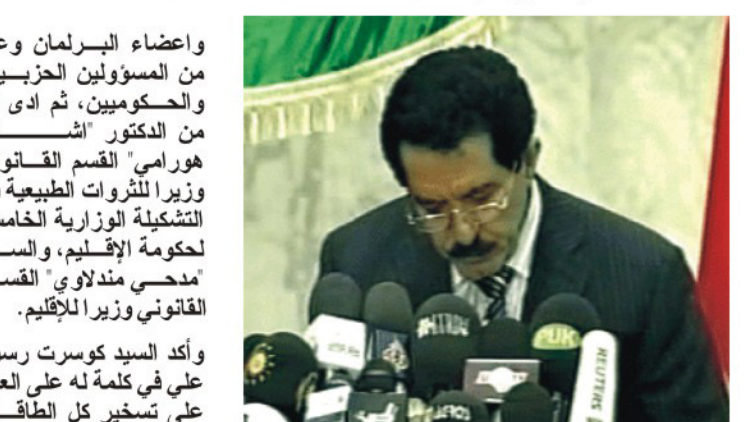 واعضاء البرلمان وع
من المسؤولين الحزبيي
والحكوميين، ثم ادى
من الدكتور "اش
هورامي" القسم القانو
وزيرا للثروات الطبيعية
التشكيلة الوزارية الخامس
لحكومة الإقليم، والس
"مدحي مندلاوي" القس
القانوني وزيرا للإقليم.
وأكد السيد كوسرت رسو
علي في كلمة له على الع
على تسخير كل الطاق
PUK
REUTERS